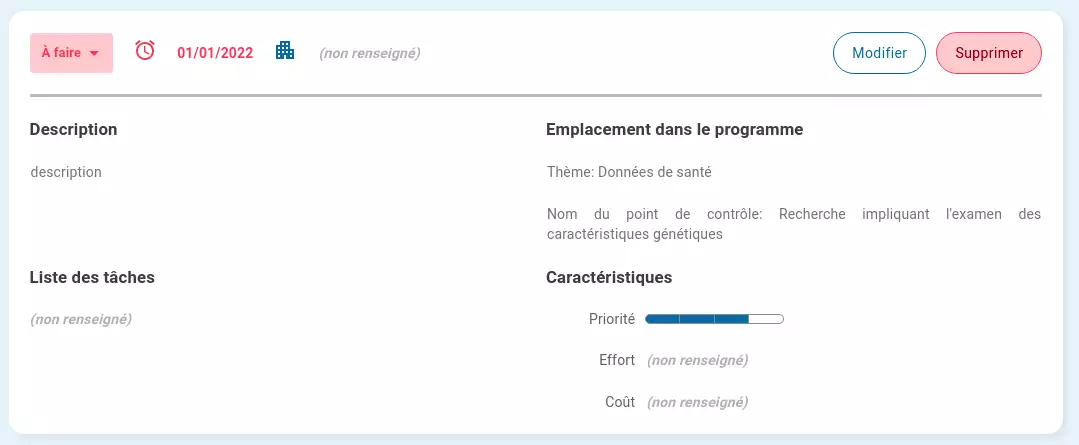 À faire 01/01/2022 (non renseigné) Modifier Supprimer
Description
description
Emplacement dans le programme
Thème: Données de santé
Nom du point de contrôle: Recherche impliquant l'examen des
caractéristiques génétiques
Liste des tâches
(non renseigné)
Caractéristiques
Priorité
Effort (non renseigné)
Coût (non renseigné)